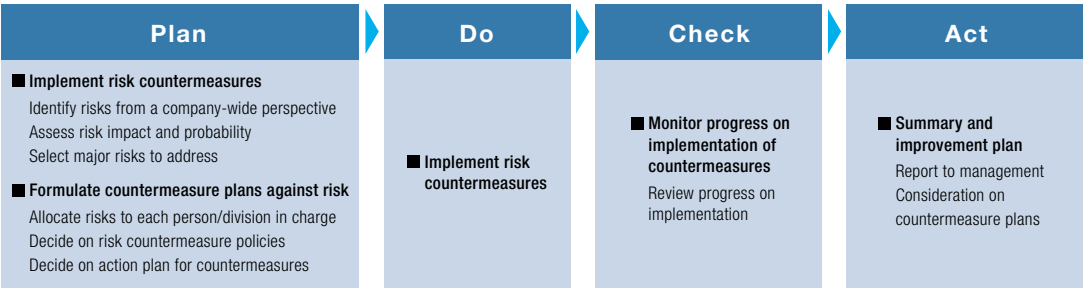 Plan
■ Implement risk countermeasures
Identify risks from a company-wide perspective
Assess risk impact and probability
Select major risks to address
■ Formulate countermeasure plans against risk
Allocate risks to each person/division in charge
Decide on risk countermeasure policies
Decide on action plan for countermeasures
Do
■ Implement risk
countermeasures
Check
■ Monitor progress on
implementation of
countermeasures
Review progress on
implementation
Act
■ Summary and
improvement plan
Report to management
Consideration on
countermeasure plans